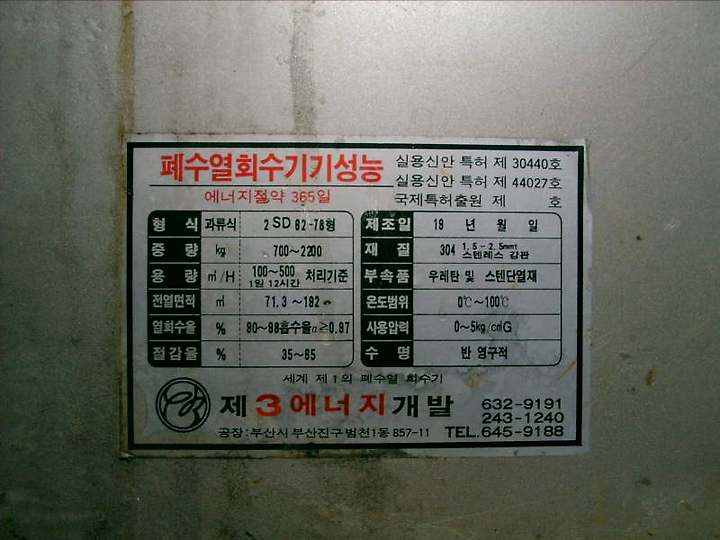 폐수열회수기기성능
실용신안 특허 제 30440호
실용신안 특허 제 44027호
에너지절약 365일
국제특허출원 제 호
형 식 과류식 2SD 82-78형
제조일 19 년 월 일
중 량 kg 700~2200
재 질 304 1.5-2.5mmt 스텐레스 강판
용 량 ㎥/H 100~500 처리기준 1일 12시간
부속품 우레탄 및 스텐단열재
전열면적 ㎡ 71.3~192
온도범위 0℃~100℃
열회수율 % 80~98흡수율α≥0.87
사용압력 0~5kg/㎠G
절감율 % 35~85
수 명 반 영구적
세계 제1의 폐수열 회수기
제3에너지개발
632-9191
243-1240
공장:부산시 부산진구 범천1동 857-11
TEL.645-9188